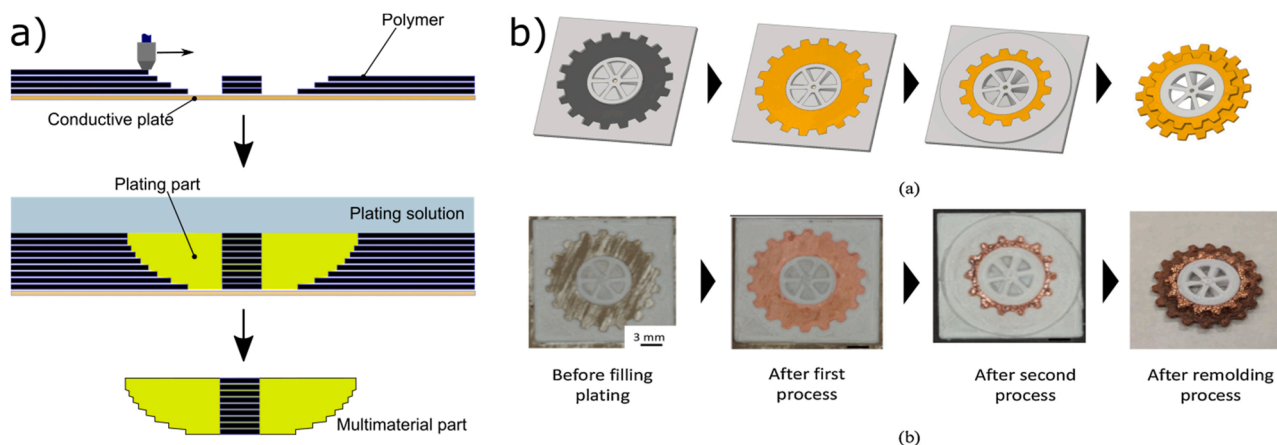 a)
Polymer
Conductive plate
Plating part
Plating solution
Multimaterial part
b)
(a)
3 mm
Before filling
plating
After first
process
After second
process
After remolding
process
(b)